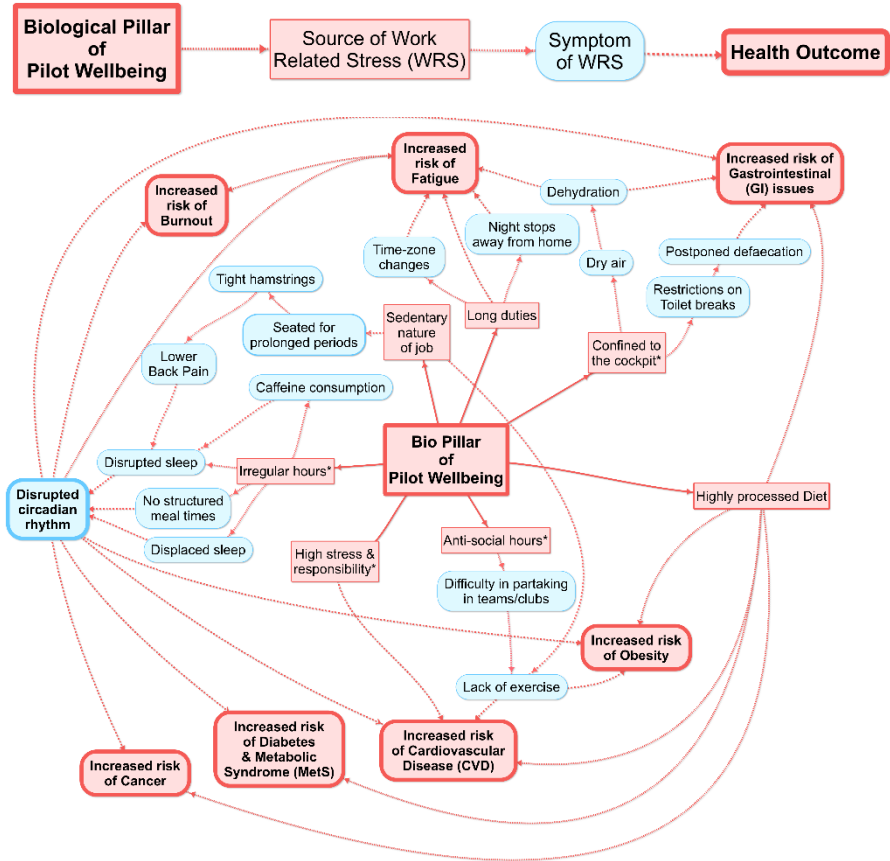 Biological Pillar
of
Pilot Wellbeing
Source of Work
Related Stress (WRS)
Symptom
of WRS
Health Outcome
Increased
risk of
Fatigue
Increased risk of
Gastrointestinal
(GI) issues
Increased
risk of
Burnout
Dehydration
Night stops
away from home
Time-zone
changes
Postponed defaecation
Dry air
Tight hamstrings
Restrictions on
Toilet breaks
Long duties
Seated for
prolonged periods
Sedentary
nature
of job
Confined to
the cockpit*
Lower
Back Pain
Caffeine consumption
Bio Pillar
of
Pilot Wellbeing
Disrupted sleep
Irregular hours*
Disrupted
circadian
rhythm
No structured
meal times
Highly processed Diet
Displaced sleep
High stress &
responsibility*
Anti-social hours*
Difficulty in partaking
in teams/clubs
Increased risk
of Obesity
Lack of exercise
Increased risk
of Diabetes
& Metabolic
Syndrome (MetS)
Increased risk
of Cardiovascular
Disease (CVD)
Increased risk
of Cancer